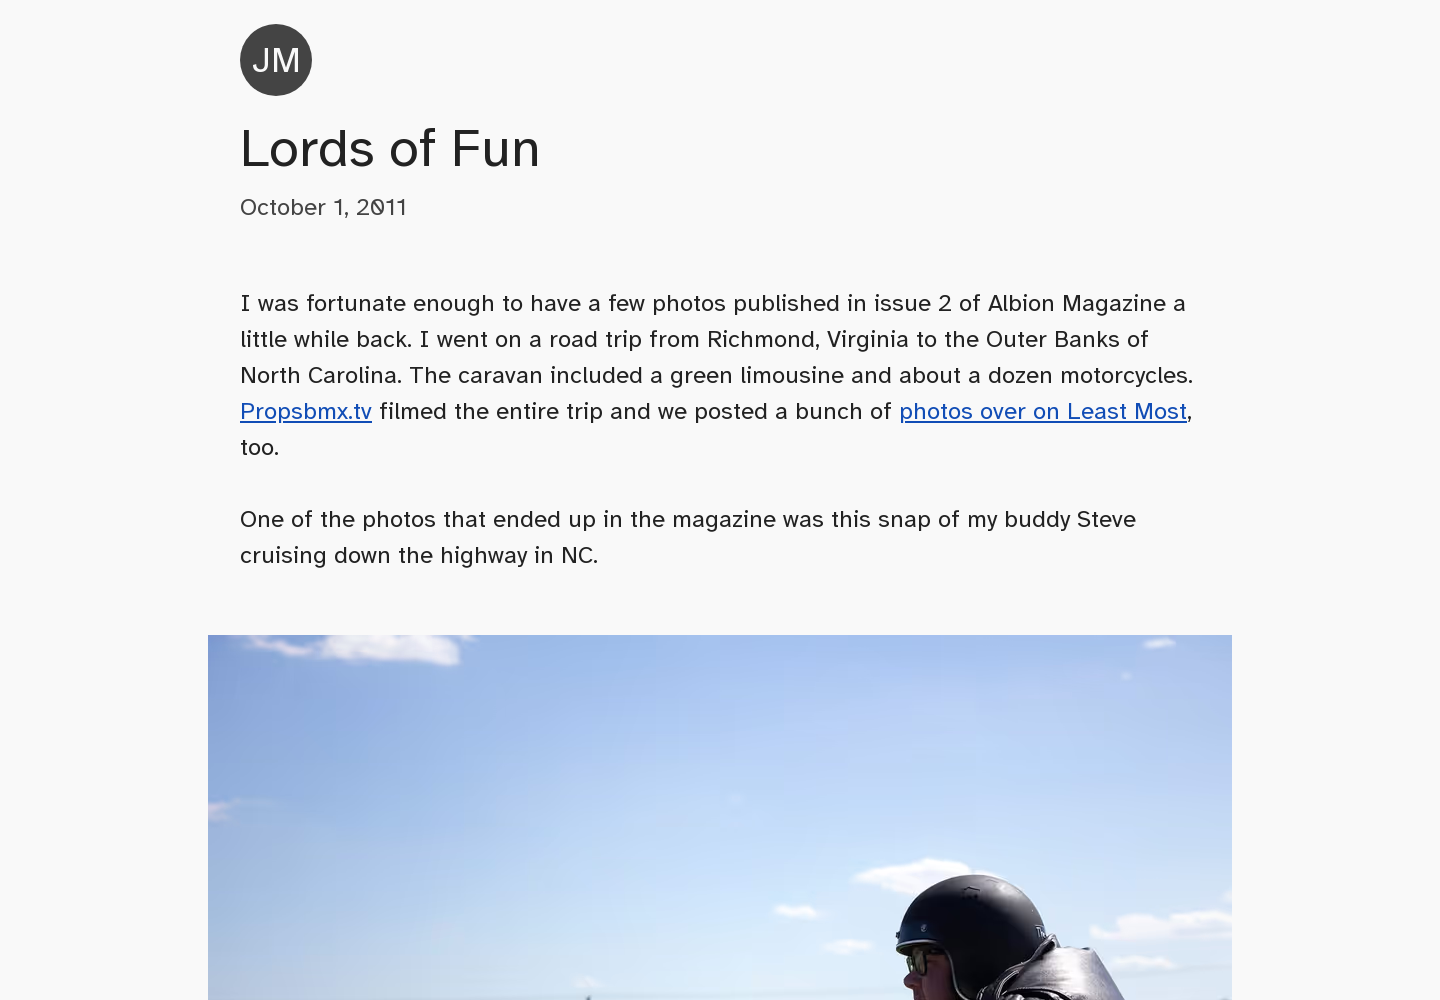 JM
Lords of Fun
October 1, 2011
I was fortunate enough to have a few photos published in issue 2 of Albion Magazine a
little while back. I went on a road trip from Richmond, Virginia to the Outer Banks of
North Carolina. The caravan included a green limousine and about a dozen motorcycles.
Propsbmx.tv filmed the entire trip and we posted a bunch of photos over on Least Most,
too.
One of the photos that ended up in the magazine was this snap of my buddy Steve
cruising down the highway in NC.